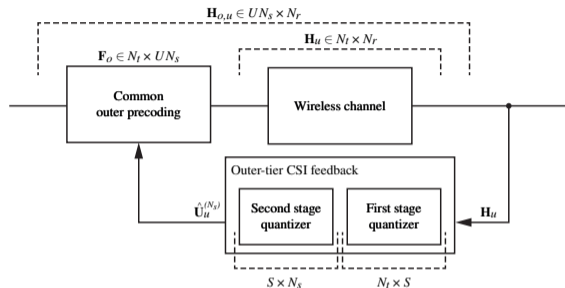 H_{o,u} ∈ UN_s × N_r
H_u ∈ N_t × N_r
F_o ∈ N_t × UN_s
Common
outer precoding
Wireless channel
Outer-tier CSI feedback
Û_u^{(N_s)}
Second stage
quantizer
First stage
quantizer
H_u
S × N_s
N_t × S